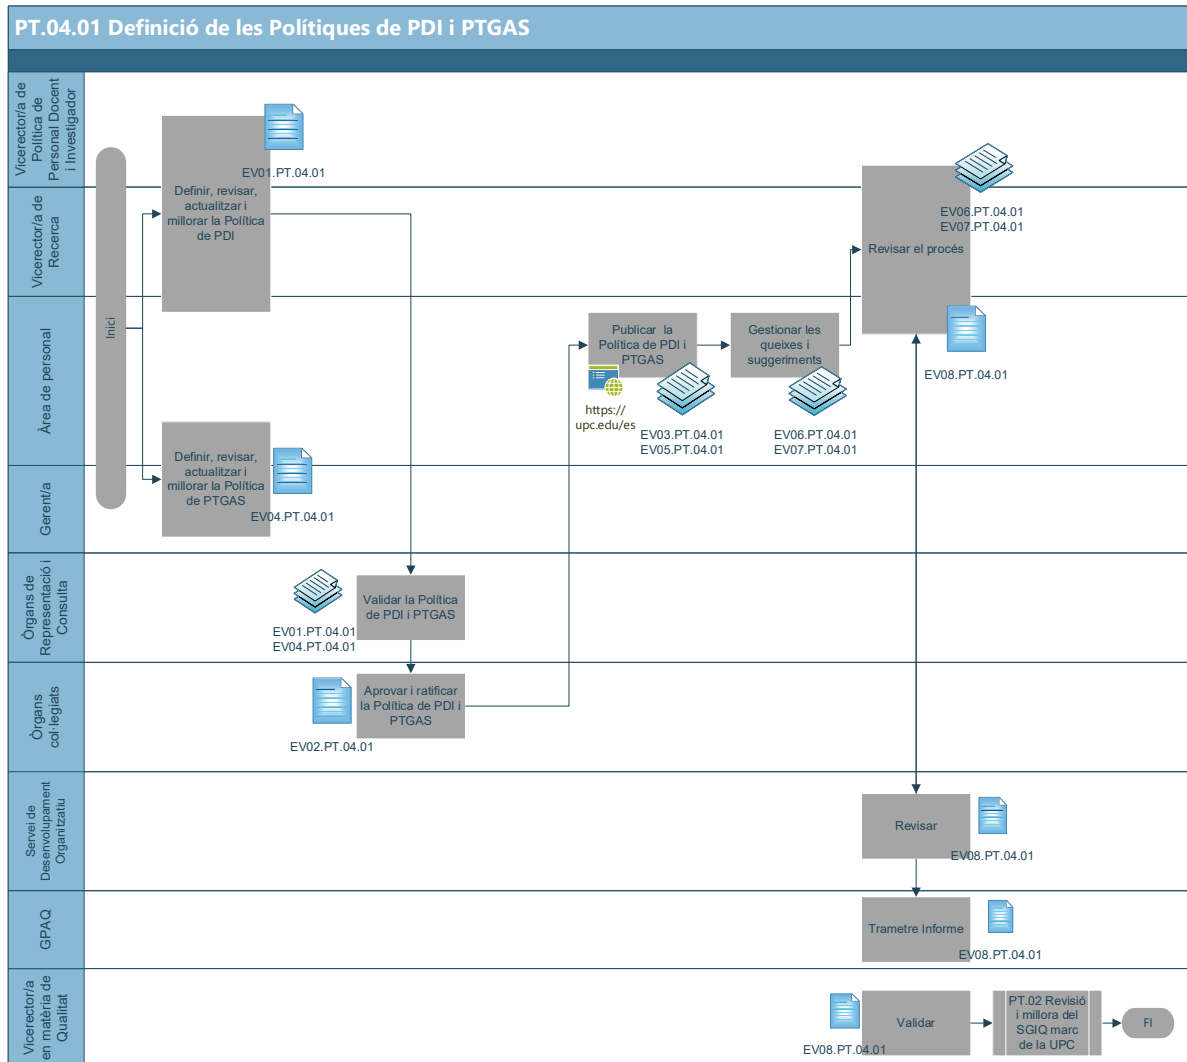 PT.04.01 Definició de les Polítiques de PDI i PTGAS
Vicerector/a de
Política de
Personal Docent
i Investigador
EV01.PT.04.01
Definir, revisar,
actualitzar i
millorar la Política
de PDI
EV06.PT.04.01
EV07.PT.04.01
Vicerector/a de
Recerca
Revisar el procés
Inici
Àrea de personal
Publicar la
Política de PDI i
PTGAS
Gestionar les
queixes i
suggeriments
EV08.PT.04.01
https://
upc.edu/es
EV03.PT.04.01
EV05.PT.04.01
EV06.PT.04.01
EV07.PT.04.01
Definir, revisar,
actualitzar i
millorar la Política
de PTGAS
EV04.PT.04.01
Gerent/a
Òrgans de
Representació i
Consulta
Validar la Política
de PDI i PTGAS
EV01.PT.04.01
EV04.PT.04.01
Òrgans
col·legiats
Aprovar i ratificar
la Política de PDI i
PTGAS
EV02.PT.04.01
Servei de
Desenvolupament
Organitzatiu
Revisar
EV08.PT.04.01
GPAQ
Trametre Informe
EV08.PT.04.01
Vicerector/a
en matèria de
Qualitat
EV08.PT.04.01
Validar
PT.02 Revisió
i millora del
SGIQ marc
de la UPC
FI